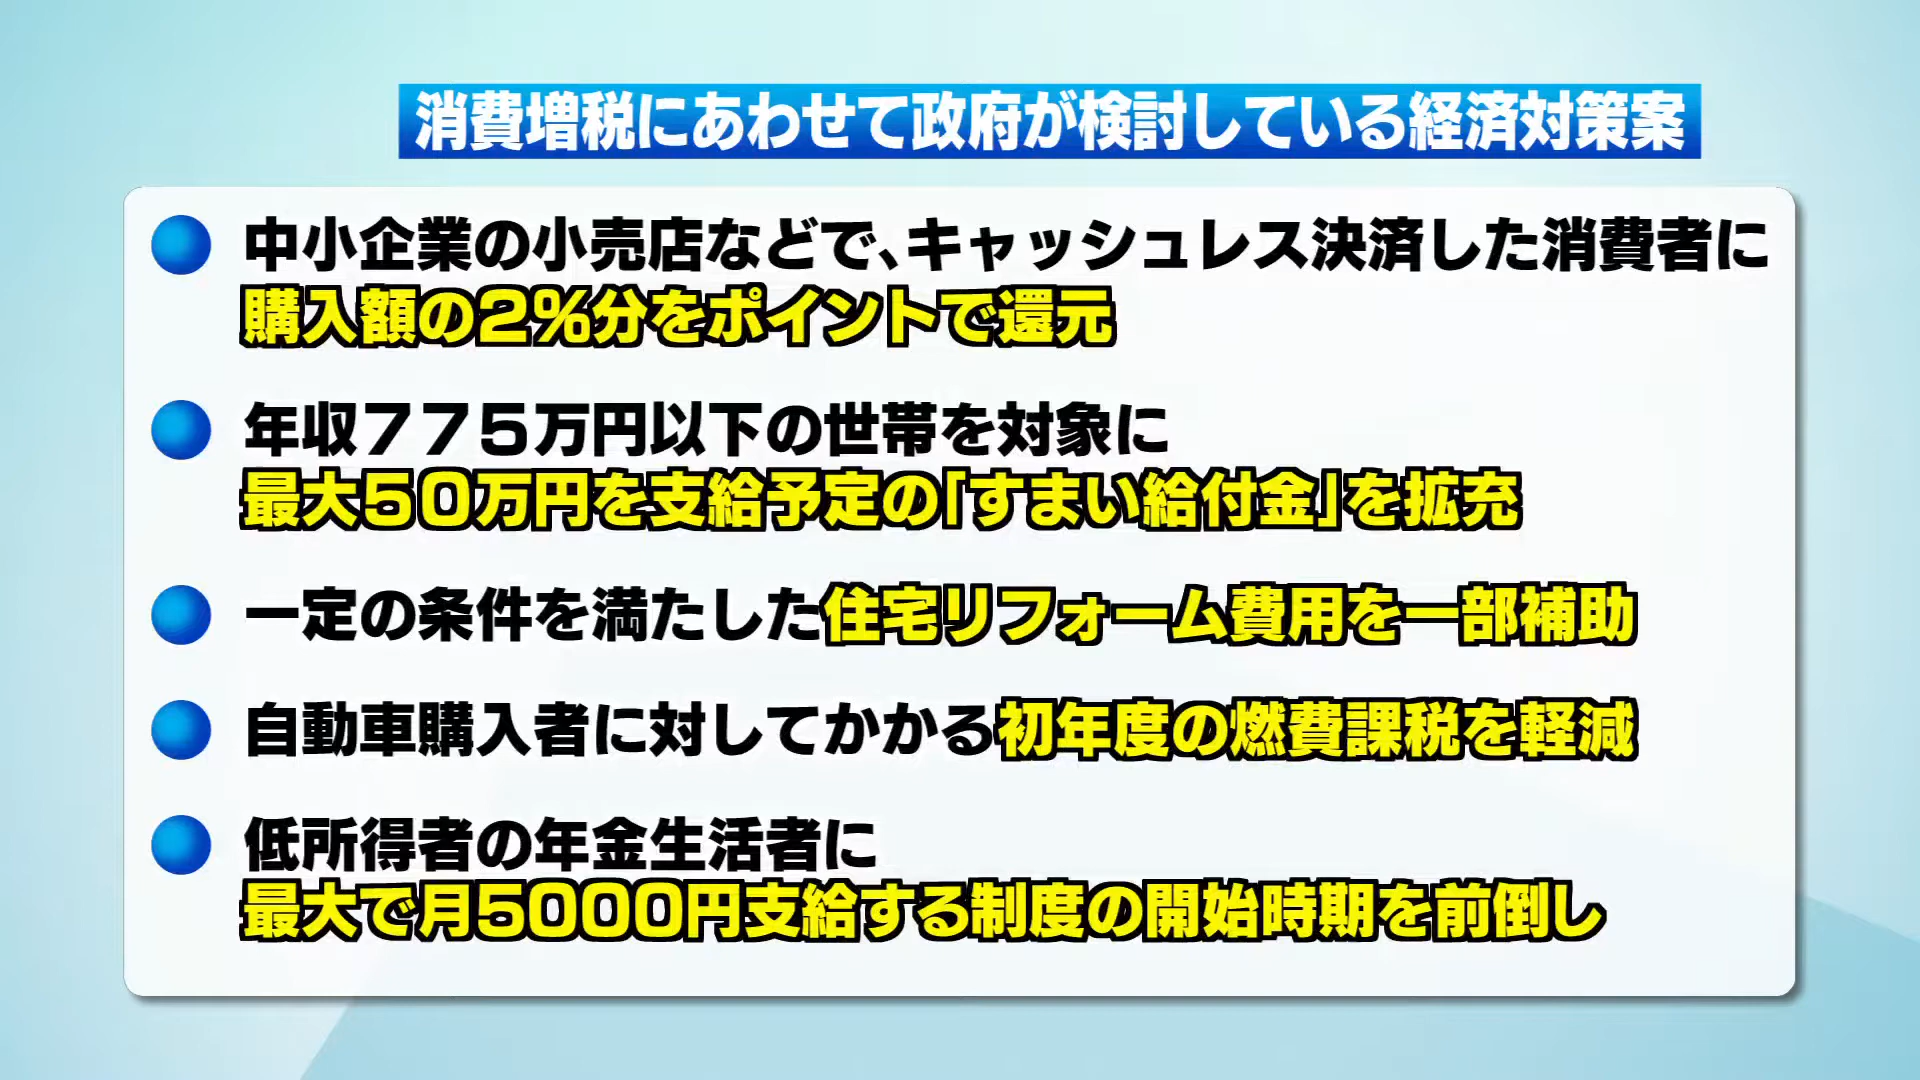 消費増税にあわせて政府が検討している経済対策案
中小企業の小売店などで､キャッシュレス決済した消費者に
購入額の２％分をポイントで還元
年収７７５万円以下の世帯を対象に
最大５０万円を支給予定の｢すまい給付金｣を拡充
一定の条件を満たした住宅リフォーム費用を一部補助
自動車購入者に対してかかる初年度の燃費課税を軽減
低所得者の年金生活者に
最大で月５０００円支給する制度の開始時期を前倒し